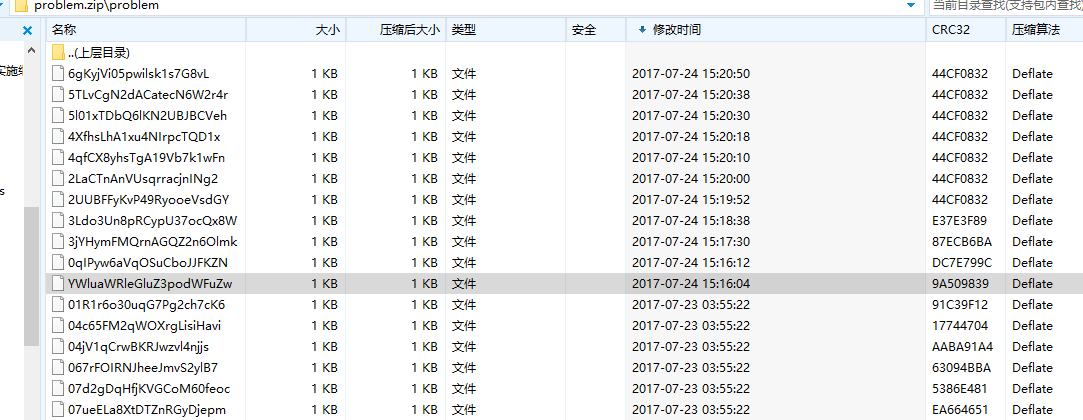 problem.zip\problem
当前目录查找(支持包内查找)
名称 大小 压缩后大小 类型 安全 修改时间 CRC32 压缩算法
..(上层目录)
6gKyjVi05pwilsk1s7G8vL 1 KB 1 KB 文件 2017-07-24 15:20:50 44CF0832 Deflate
5TLvCgN2dACatecN6W2r4r 1 KB 1 KB 文件 2017-07-24 15:20:38 44CF0832 Deflate
5l01xTDbQ6lKN2UBJBCVeh 1 KB 1 KB 文件 2017-07-24 15:20:30 44CF0832 Deflate
4XfhsLhA1xu4NIrpcTQD1x 1 KB 1 KB 文件 2017-07-24 15:20:18 44CF0832 Deflate
4qfCX8yhsTgA19Vb7k1wFn 1 KB 1 KB 文件 2017-07-24 15:20:10 44CF0832 Deflate
2LaCTnAnVUsqrracjnINg2 1 KB 1 KB 文件 2017-07-24 15:20:00 44CF0832 Deflate
2UUBFFyKvP49RyooeVsdGY 1 KB 1 KB 文件 2017-07-24 15:19:52 44CF0832 Deflate
3Ldo3Un8pRCypU37ocQx8W 1 KB 1 KB 文件 2017-07-24 15:18:38 E37E3F89 Deflate
3jYHymFMQrnAGQZ2n6Olmk 1 KB 1 KB 文件 2017-07-24 15:17:30 87ECB6BA Deflate
0qIPyw6aVqOSuCboJJFKZN 1 KB 1 KB 文件 2017-07-24 15:16:12 DC7E799C Deflate
YWluaWRleGluZ3podWFuZw 1 KB 1 KB 文件 2017-07-24 15:16:04 9A509839 Deflate
01R1r6o30uqG7Pg2ch7cK6 1 KB 1 KB 文件 2017-07-23 03:55:22 91C39F12 Deflate
04c65FM2qWOXrgLisiHavi 1 KB 1 KB 文件 2017-07-23 03:55:22 17744704 Deflate
04jV1qCrwBKRJwzvl4njjs 1 KB 1 KB 文件 2017-07-23 03:55:22 AABA91A4 Deflate
067rFOIRNJheeJmvS2ylB7 1 KB 1 KB 文件 2017-07-23 03:55:22 63094BBA Deflate
07d2gDqHfjKVGCoM60feoc 1 KB 1 KB 文件 2017-07-23 03:55:22 5386E481 Deflate
07ueELa8XtDTZnRGyDjepm 1 KB 1 KB 文件 2017-07-23 03:55:22 EA664651 Deflate